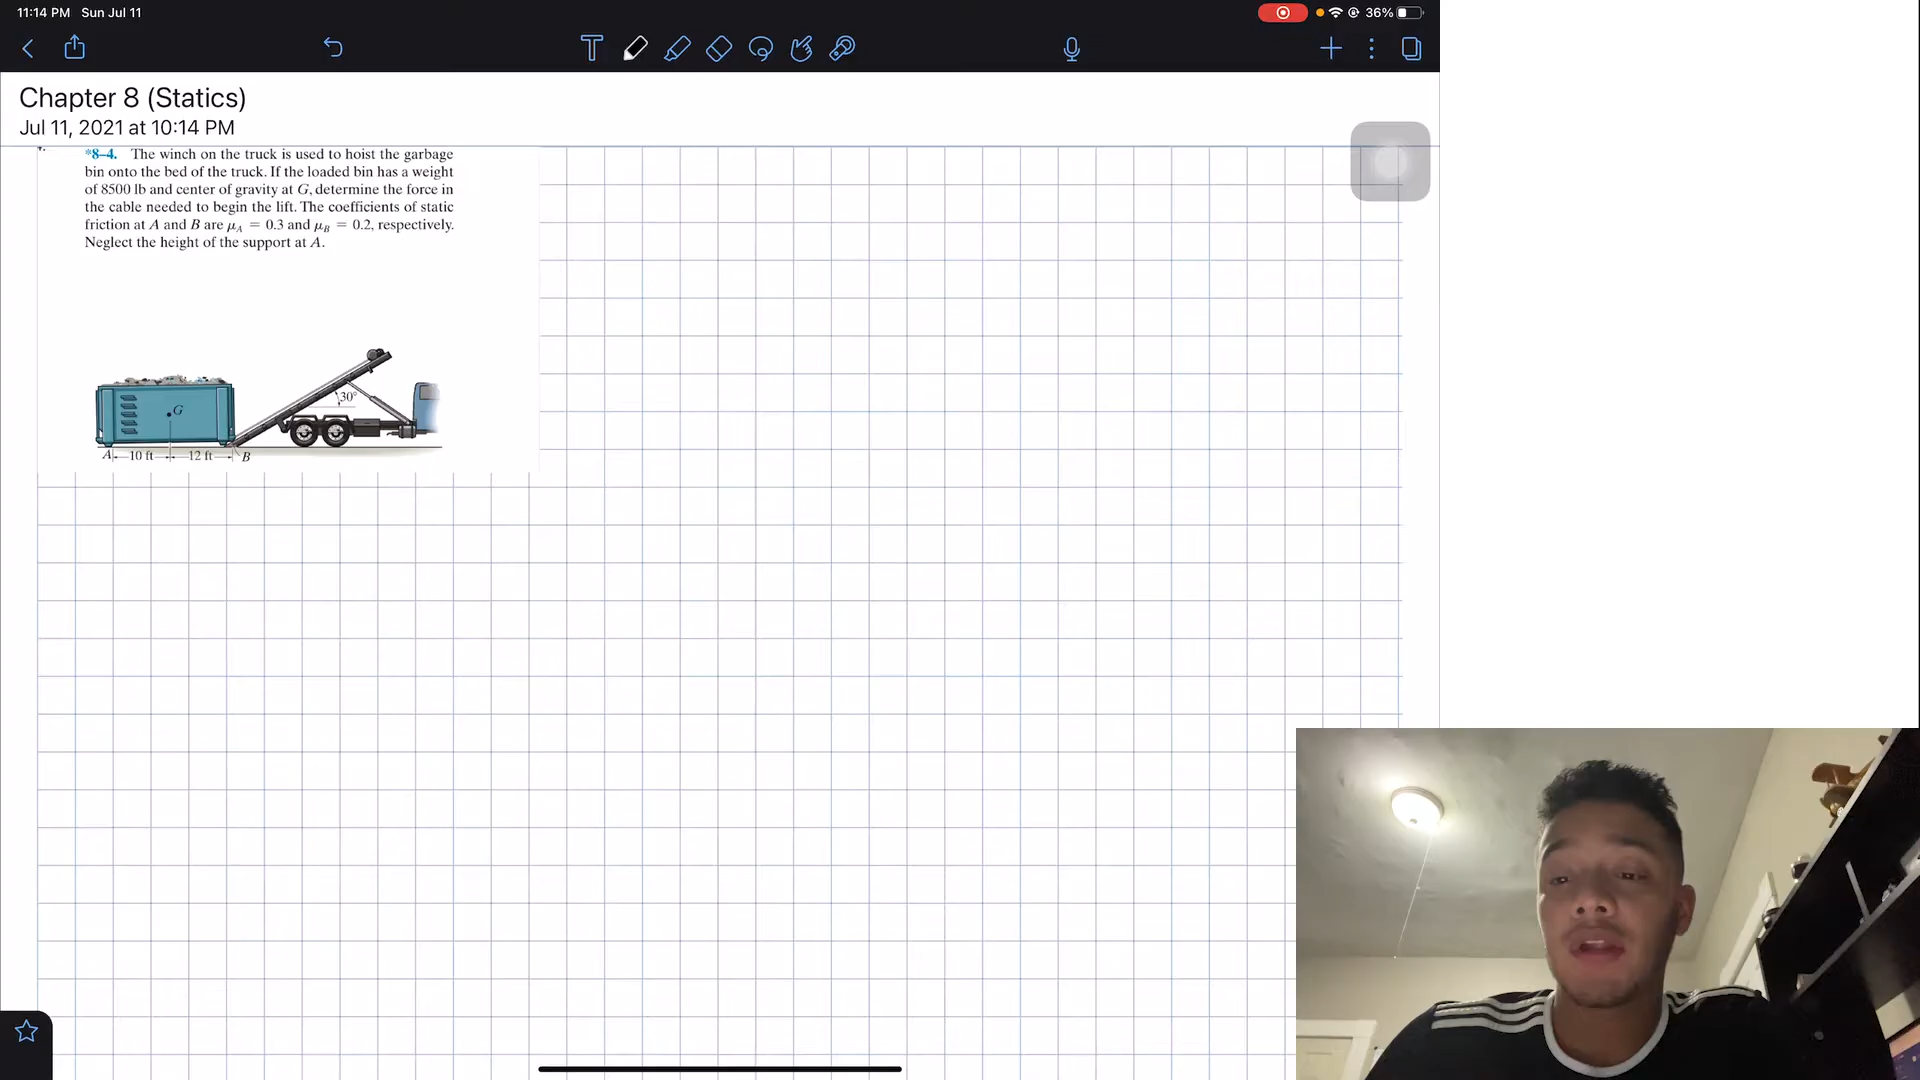 11:14 PM Sun Jul 11
36%
Chapter 8 (Statics)
Jul 11, 2021 at 10:14 PM
*8–4. The winch on the truck is used to hoist the garbage
bin onto the bed of the truck. If the loaded bin has a weight
of 8500 lb and center of gravity at G, determine the force in
the cable needed to begin the lift. The coefficients of static
friction at A and B are μA = 0.3 and μB = 0.2, respectively.
Neglect the height of the support at A.
G
30°
A 10 ft 12 ft B